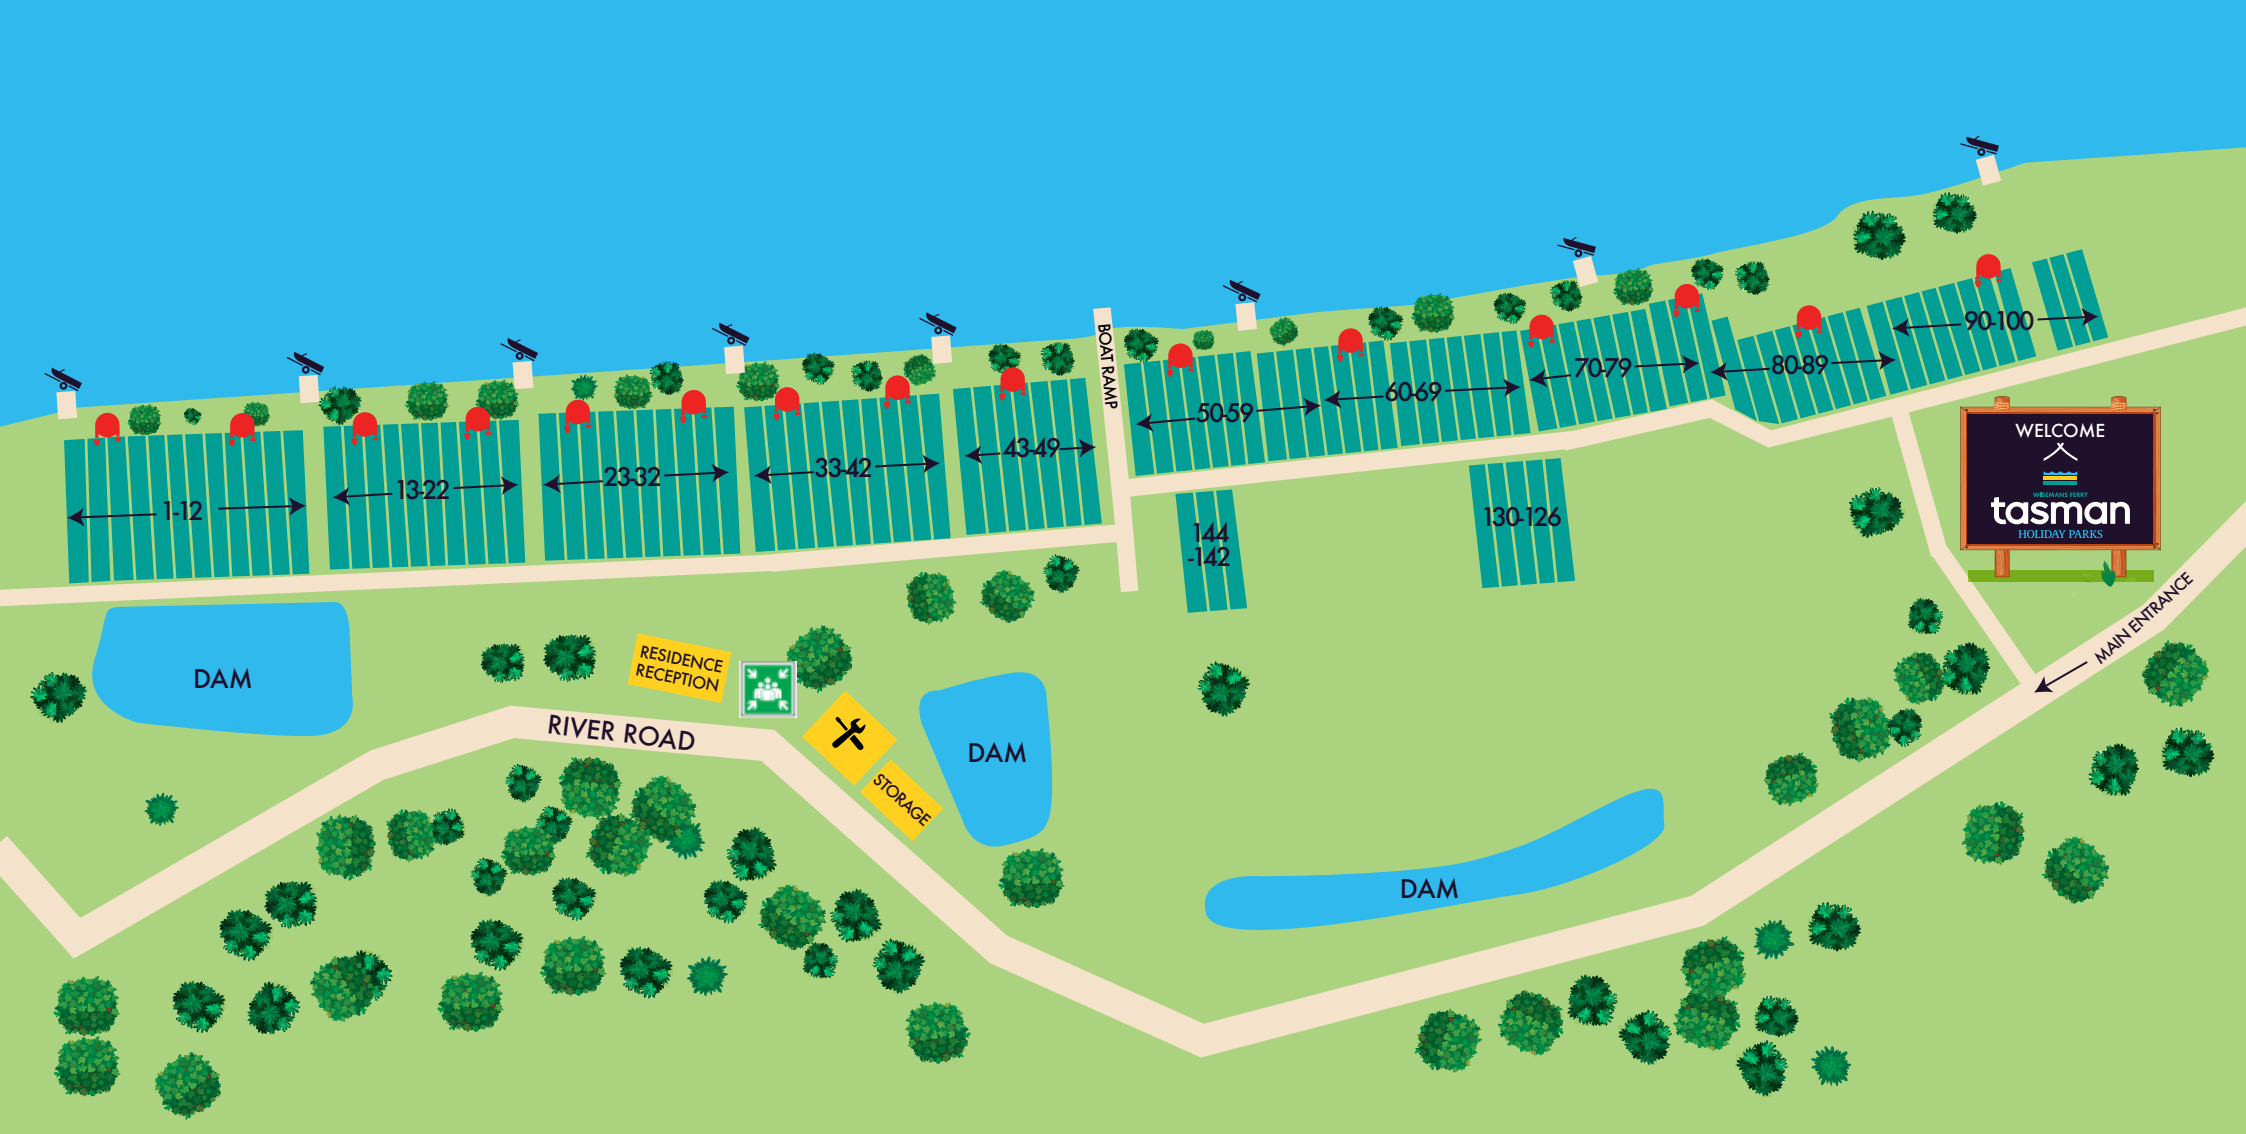 BOAT RAMP
1-12
13-22
23-32
33-42
43-49
50-59
60-69
70-79
80-89
90-100
144
-142
130-126
WELCOME
WISEMANS FERRY
tasman
HOLIDAY PARKS
MAIN ENTRANCE
DAM
RESIDENCE
RECEPTION
RIVER ROAD
STORAGE
DAM
DAM